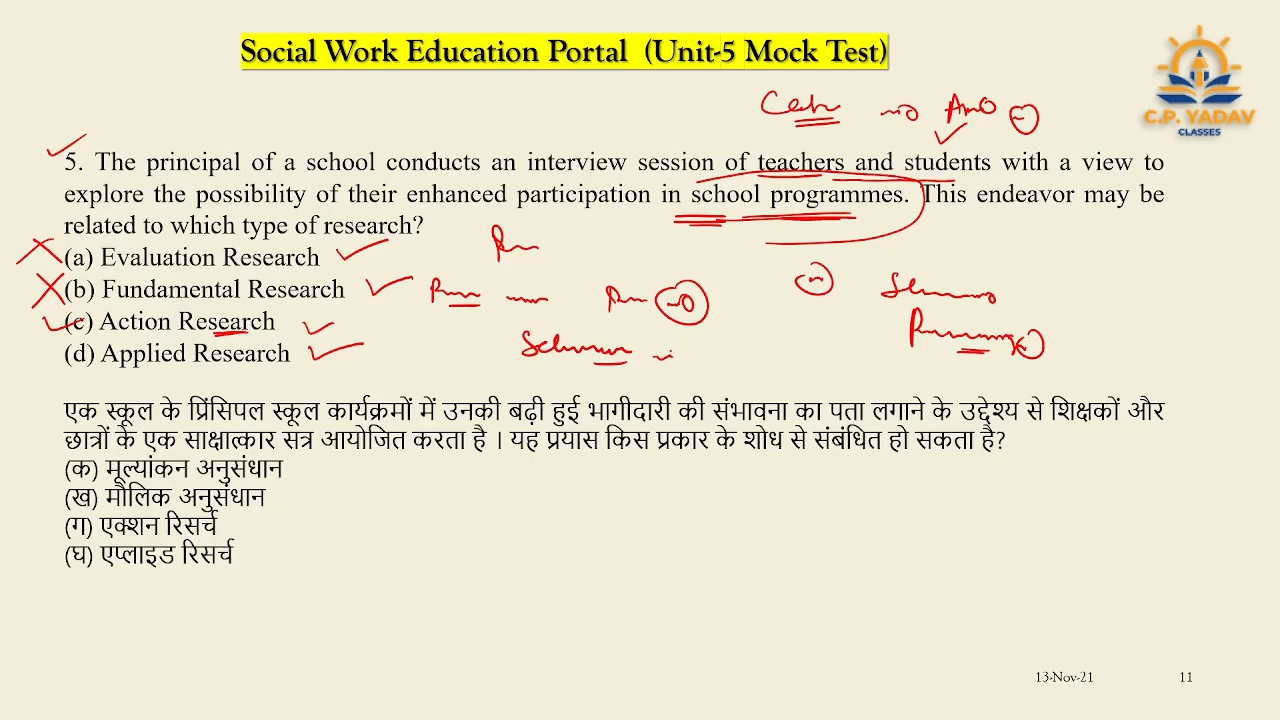 Social Work Education Portal (Unit-5 Mock Test)
C.P. YADAV
CLASSES
5. The principal of a school conducts an interview session of teachers and students with a view to
explore the possibility of their enhanced participation in school programmes. This endeavor may be
related to which type of research?
(a) Evaluation Research
(b) Fundamental Research
(c) Action Research
(d) Applied Research
एक स्कूल के प्रिंसिपल स्कूल कार्यक्रमों में उनकी बढ़ी हुई भागीदारी की संभावना का पता लगाने के उद्देश्य से शिक्षकों और
छात्रों के एक साक्षात्कार सत्र आयोजित करता है । यह प्रयास किस प्रकार के शोध से संबंधित हो सकता है?
(क) मूल्यांकन अनुसंधान
(ख) मौलिक अनुसंधान
(ग) एक्शन रिसर्च
(घ) एप्लाइड रिसर्च
13-Nov-21
11